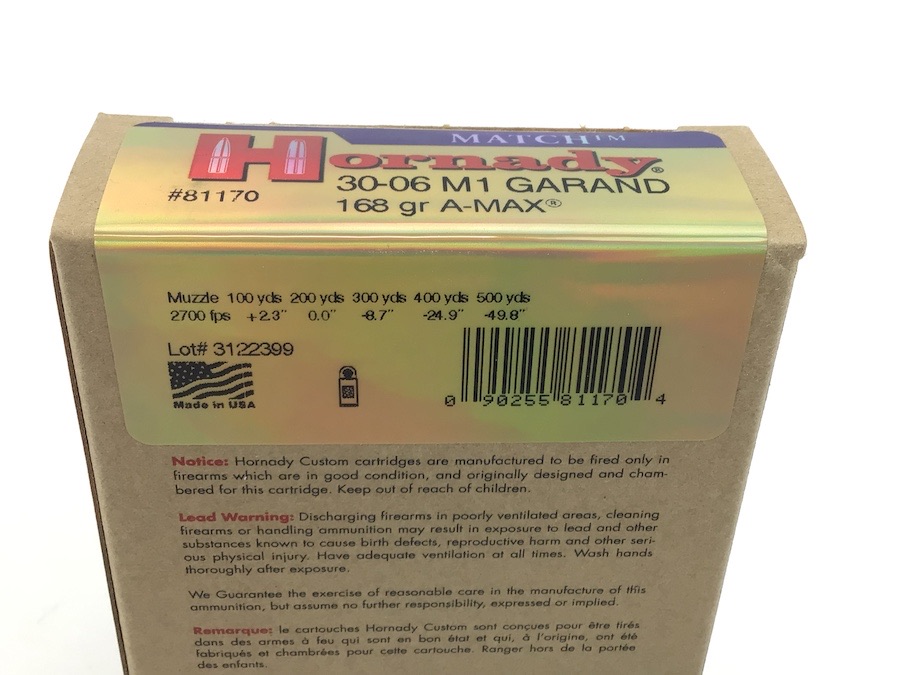 MATCH™
Hornady®
#81170
30-06 M1 GARAND
168 gr A-MAX®
Muzzle 100 yds 200 yds 300 yds 400 yds 500 yds
2700 fps +2.3" 0.0" -8.7" -24.9" -49.8"
Lot# 3122399
Made in USA
0 90255 81170 4
Notice: Hornady Custom cartridges are manufactured to be fired only in
firearms which are in good condition, and originally designed and cham-
bered for this cartridge. Keep out of reach of children.
Lead Warning: Discharging firearms in poorly ventilated areas, cleaning
firearms or handling ammunition may result in exposure to lead and other
substances known to cause birth defects, reproductive harm and other seri-
ous physical injury. Have adequate ventilation at all times. Wash hands
thoroughly after exposure.
We Guarantee the exercise of reasonable care in the manufacture of this
ammunition, but assume no further responsibility, expressed or implied.
Remarque: le cartouches Hornady Custom sont conçues pour être tirés
dans des armes à feu qui sont en bon état et qui, à l'origine, ont été
fabriqués et chambrées pour cette cartouche. Ranger hors de la portée
des enfants.